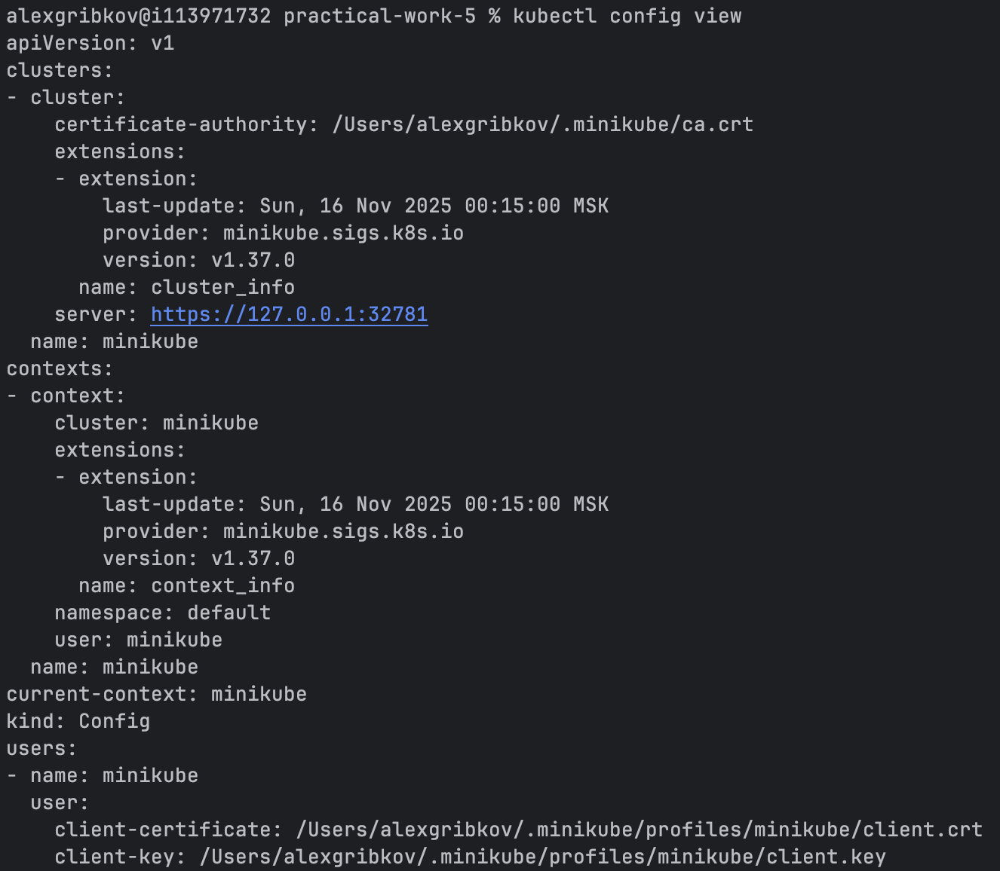 alexgribkov@i113971732 practical-work-5 % kubectl config view
apiVersion: v1
clusters:
- cluster:
    certificate-authority: /Users/alexgribkov/.minikube/ca.crt
    extensions:
    - extension:
        last-update: Sun, 16 Nov 2025 00:15:00 MSK
        provider: minikube.sigs.k8s.io
        version: v1.37.0
      name: cluster_info
    server: https://127.0.0.1:32781
  name: minikube
contexts:
- context:
    cluster: minikube
    extensions:
    - extension:
        last-update: Sun, 16 Nov 2025 00:15:00 MSK
        provider: minikube.sigs.k8s.io
        version: v1.37.0
      name: context_info
    namespace: default
    user: minikube
  name: minikube
current-context: minikube
kind: Config
users:
- name: minikube
  user:
    client-certificate: /Users/alexgribkov/.minikube/profiles/minikube/client.crt
    client-key: /Users/alexgribkov/.minikube/profiles/minikube/client.key